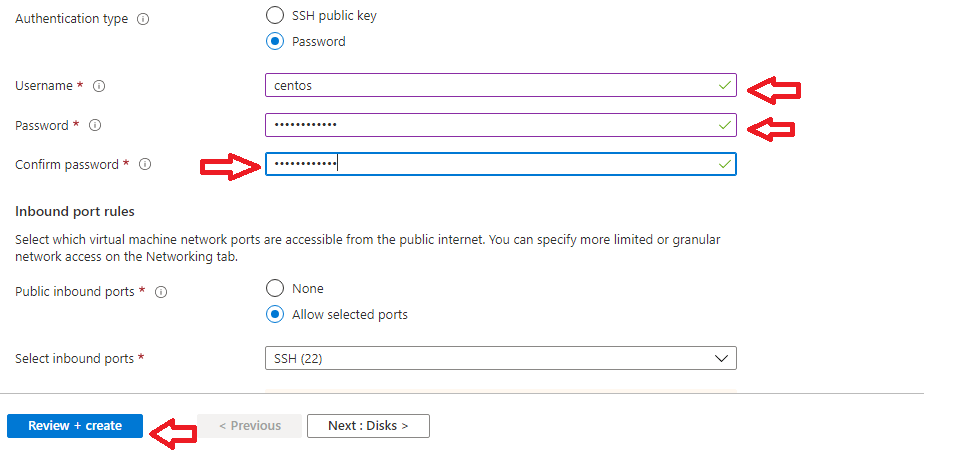 Authentication type
SSH public key
Password
Username *
centos
Password *
••••••••••••
Confirm password *
••••••••••••
Inbound port rules
Select which virtual machine network ports are accessible from the public internet. You can specify more limited or granular
network access on the Networking tab.
Public inbound ports *
None
Allow selected ports
Select inbound ports *
SSH (22)
Review + create
< Previous
Next : Disks >